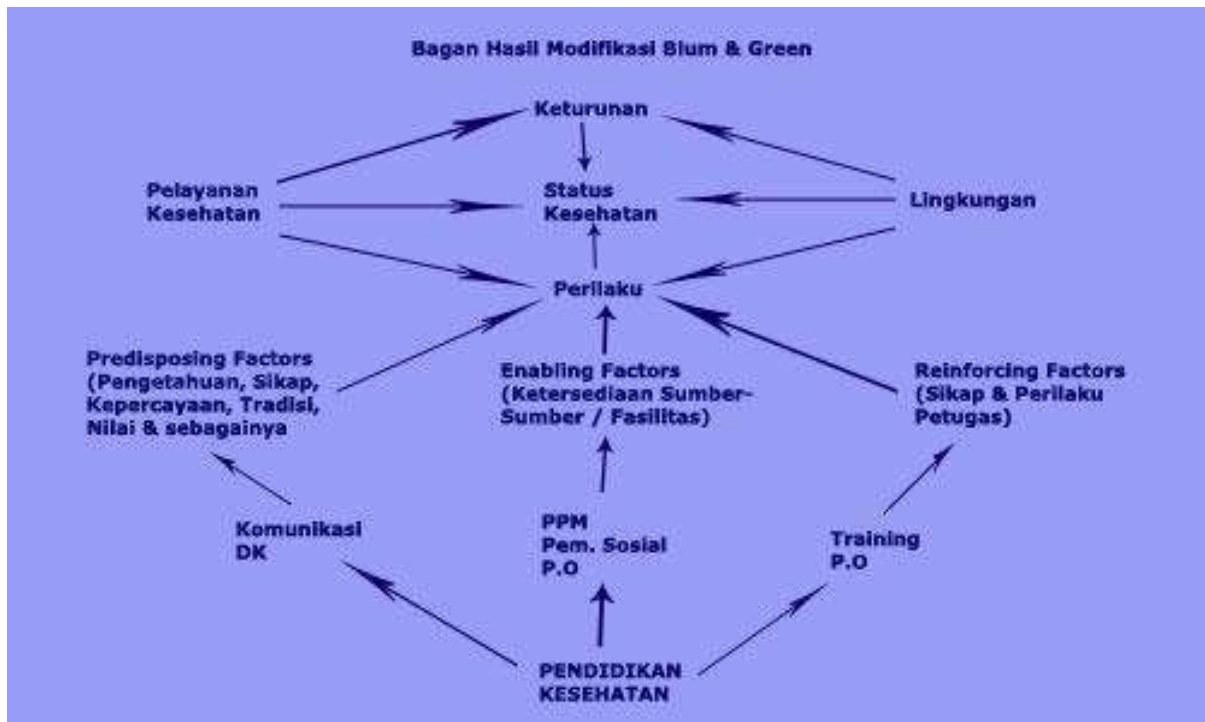 Bagan Hasil Modifikasi Blum & Green
Keturunan
Pelayanan
Kesehatan
Status
Kesehatan
Lingkungan
Perilaku
Predisposing Factors
(Pengetahuan, Sikap,
Kepercayaan, Tradisi,
Nilai & sebagainya
Enabling Factors
(Ketersediaan Sumber-
Sumber / Fasilitas)
Reinforcing Factors
(Sikap & Perilaku
Petugas)
Komunikasi
DK
PPM
Pem. Sosial
P.O
Training
P.O
PENDIDIKAN
KESEHATAN